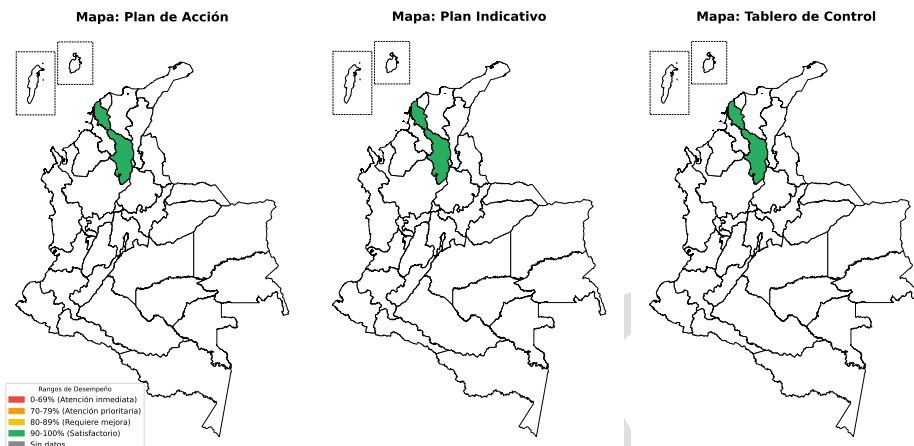 Mapa: Plan de Acción
Mapa: Plan Indicativo
Mapa: Tablero de Control
Rangos de Desempeño
0-69% (Atención inmediata)
70-79% (Atención prioritaria)
80-89% (Requiere mejora)
90-100% (Satisfactorio)
Sin datos